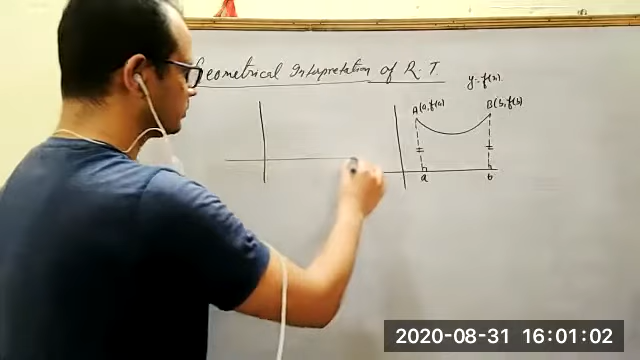 Geometrical Interpretation of R.T.
y=f(x).
A(a, f(a)) B(b, f(b))
a b
2020-08-31 16:01:02